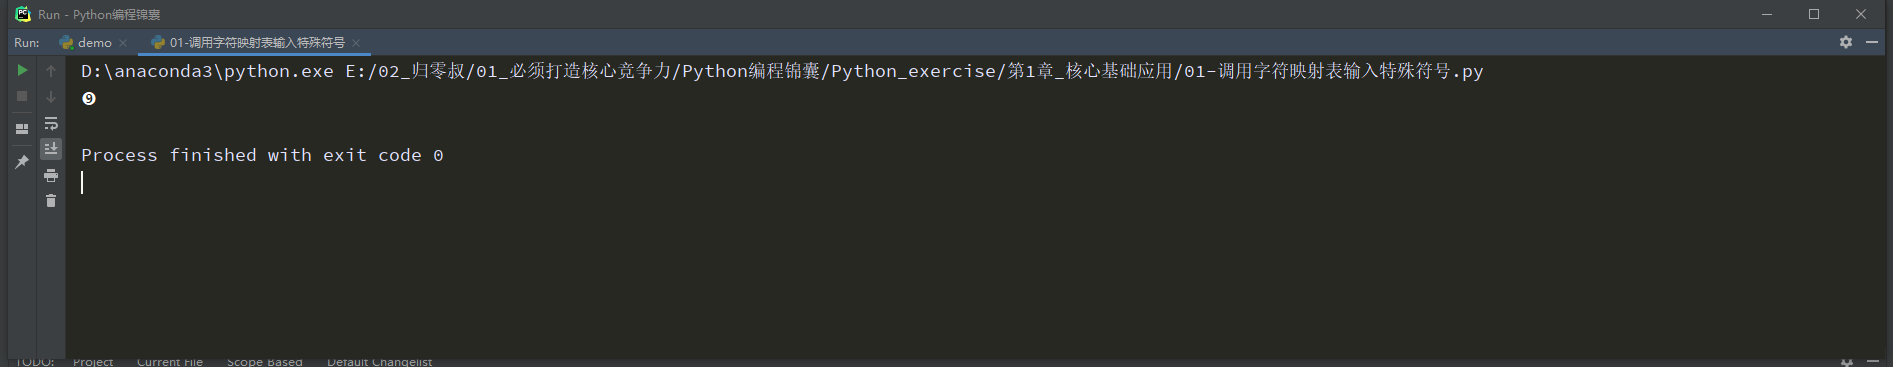 Run - Python编程锦囊
Run: demo 01-调用字符映射表输入特殊符号
D:\anaconda3\python.exe E:/02_归零叔/01_必须打造核心竞争力/Python编程锦囊/Python_exercise/第1章_核心基础应用/01-调用字符映射表输入特殊符号.py
❾
Process finished with exit code 0
TODO: Project Current File Scope Based Default Changelist